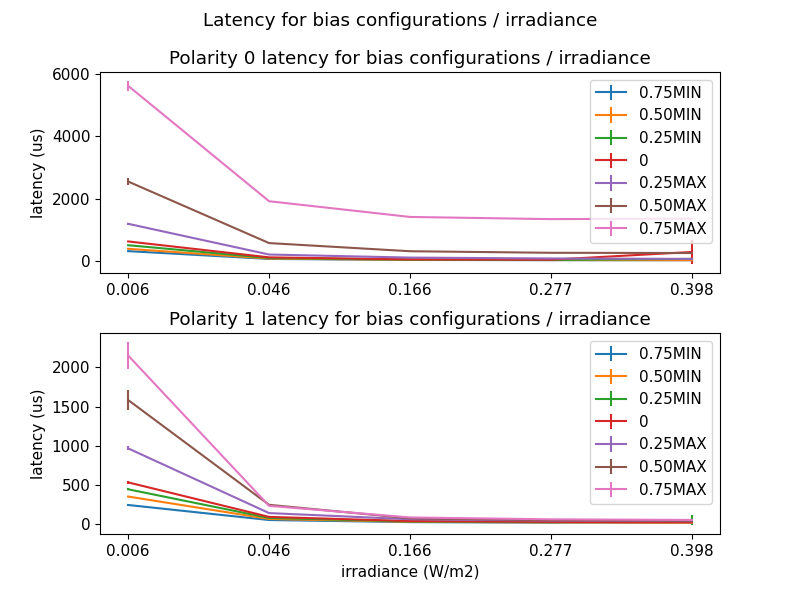 Latency for bias configurations / irradiance
Polarity 0 latency for bias configurations / irradiance
6000
4000
2000
0
latency (us)
0.75MIN
0.50MIN
0.25MIN
0
0.25MAX
0.50MAX
0.75MAX
0.006 0.046 0.166 0.277 0.398
Polarity 1 latency for bias configurations / irradiance
2000
1500
1000
500
0
latency (us)
0.75MIN
0.50MIN
0.25MIN
0
0.25MAX
0.50MAX
0.75MAX
0.006 0.046 0.166 0.277 0.398
irradiance (W/m2)